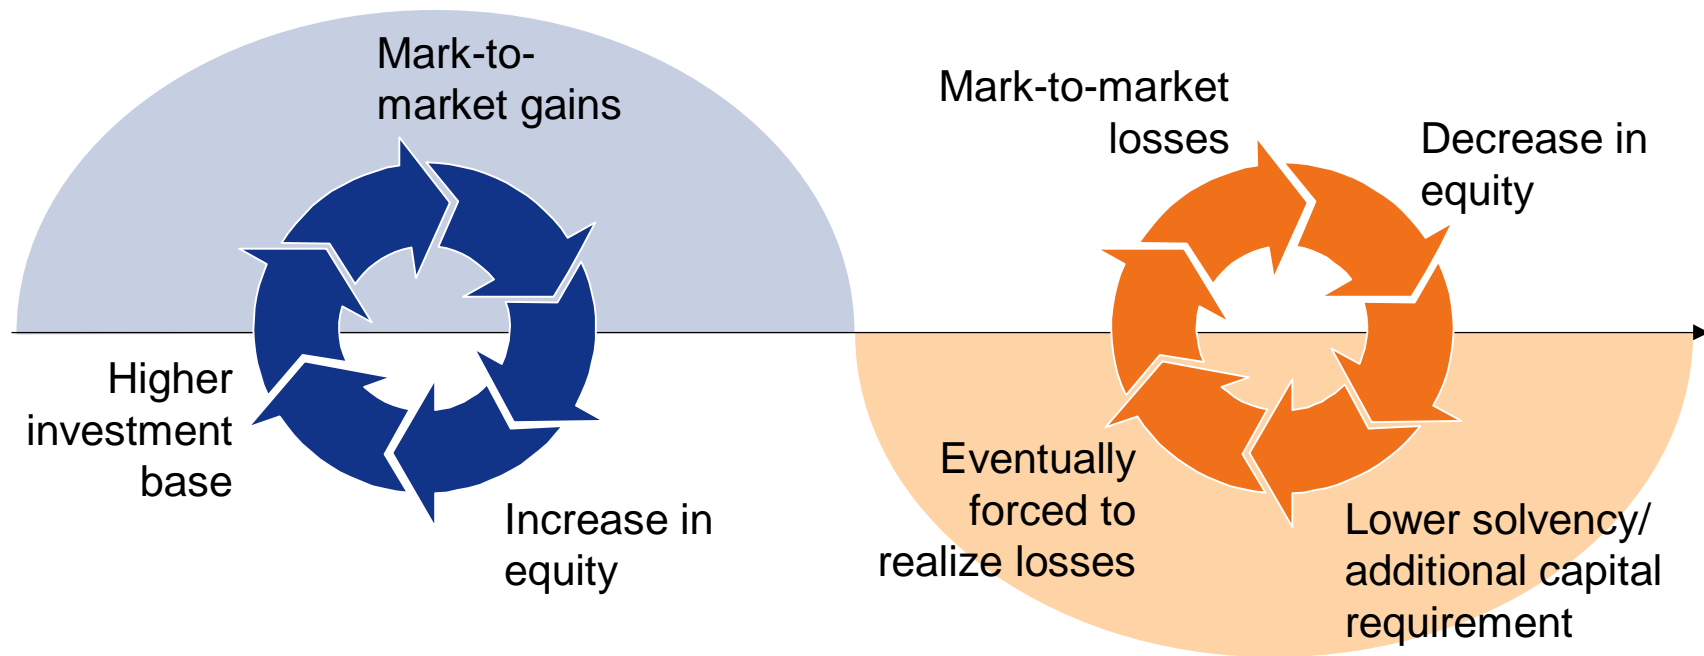 Mark-to-
market gains
Higher
investment
base
Increase in
equity
Mark-to-market
losses
Decrease in
equity
Eventually
forced to
realize losses
Lower solvency/
additional capital
requirement